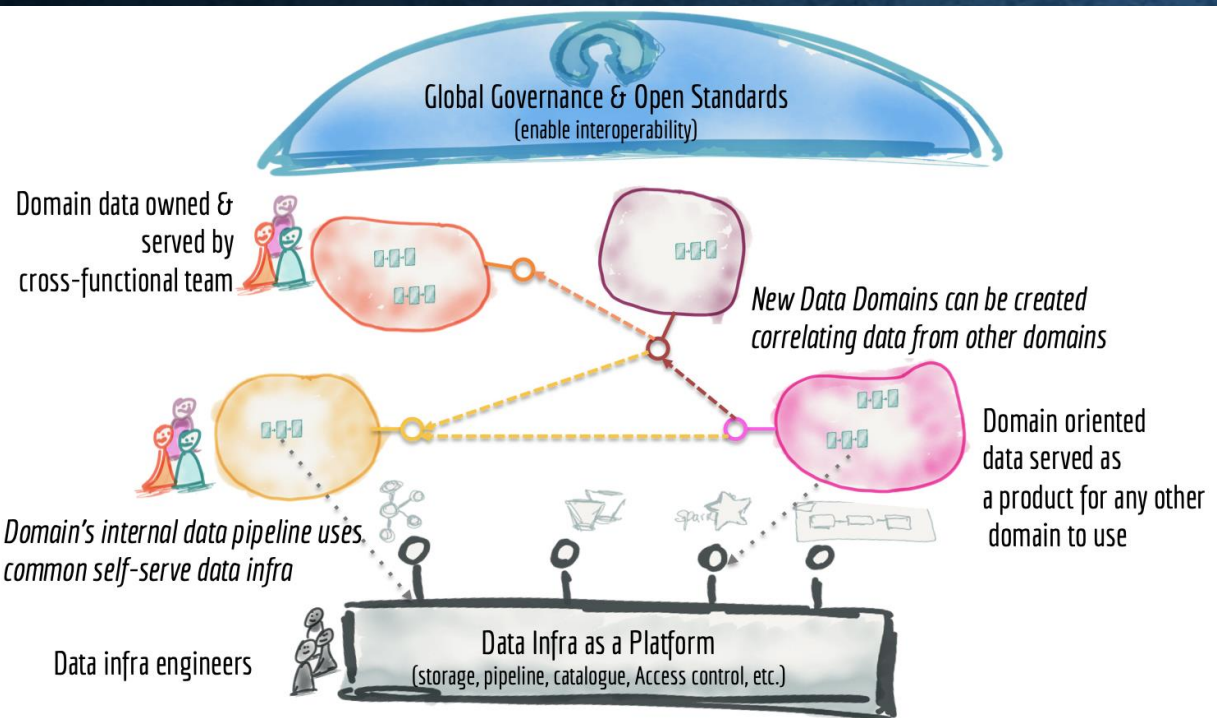 Global Governance & Open Standards
(enable interoperability)
Domain data owned &
served by
cross-functional team
New Data Domains can be created
correlating data from other domains
Domain oriented
data served as
a product for any other
domain to use
Domain's internal data pipeline uses
common self-serve data infra
Spark
Data infra engineers
Data Infra as a Platform
(storage, pipeline, catalogue, Access control, etc.)